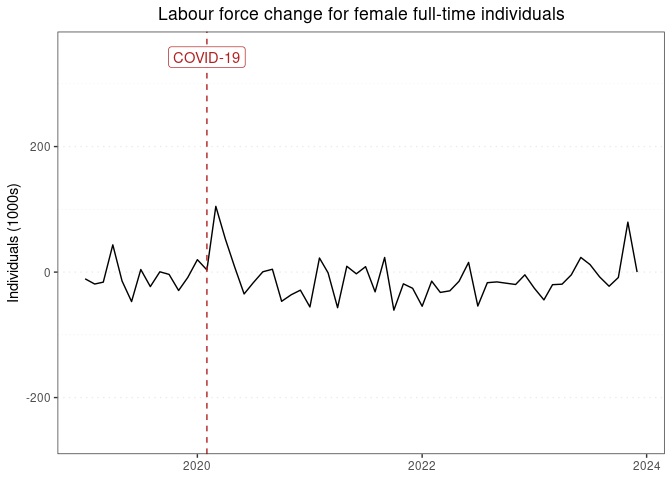 Labour force change for female full-time individuals
COVID-19
Individuals (1000s)
200
0
-200
2020
2022
2024